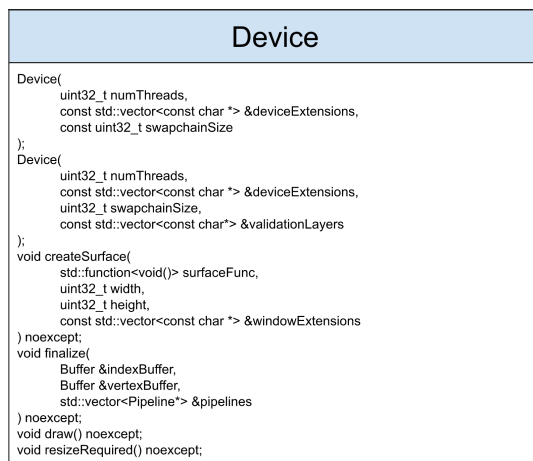 Device
Device(
uint32_t numThreads,
const std::vector<const char *> &deviceExtensions,
const uint32_t swapchainSize
);
Device(
uint32_t numThreads,
const std::vector<const char *> &deviceExtensions,
uint32_t swapchainSize,
const std::vector<const char*> &validationLayers
);
void createSurface(
std::function<void()> surfaceFunc,
uint32_t width,
uint32_t height,
const std::vector<const char *> &windowExtensions
) noexcept;
void finalize(
Buffer &indexBuffer,
Buffer &vertexBuffer,
std::vector<Pipeline*> &pipelines
) noexcept;
void draw() noexcept;
void resizeRequired() noexcept;